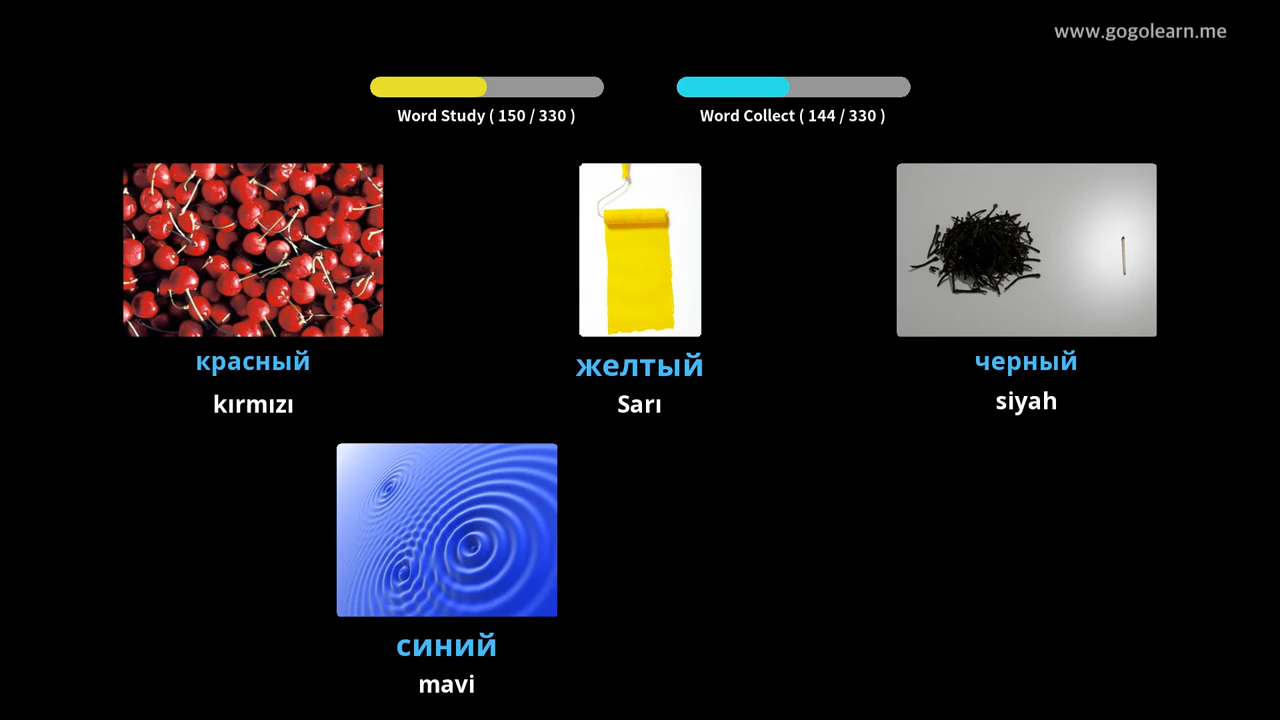 www.gogolearn.me
Word Study ( 150 / 330 )
Word Collect ( 144 / 330 )
красный
желтый
черный
kırmızı
Sarı
siyah
синий
mavi